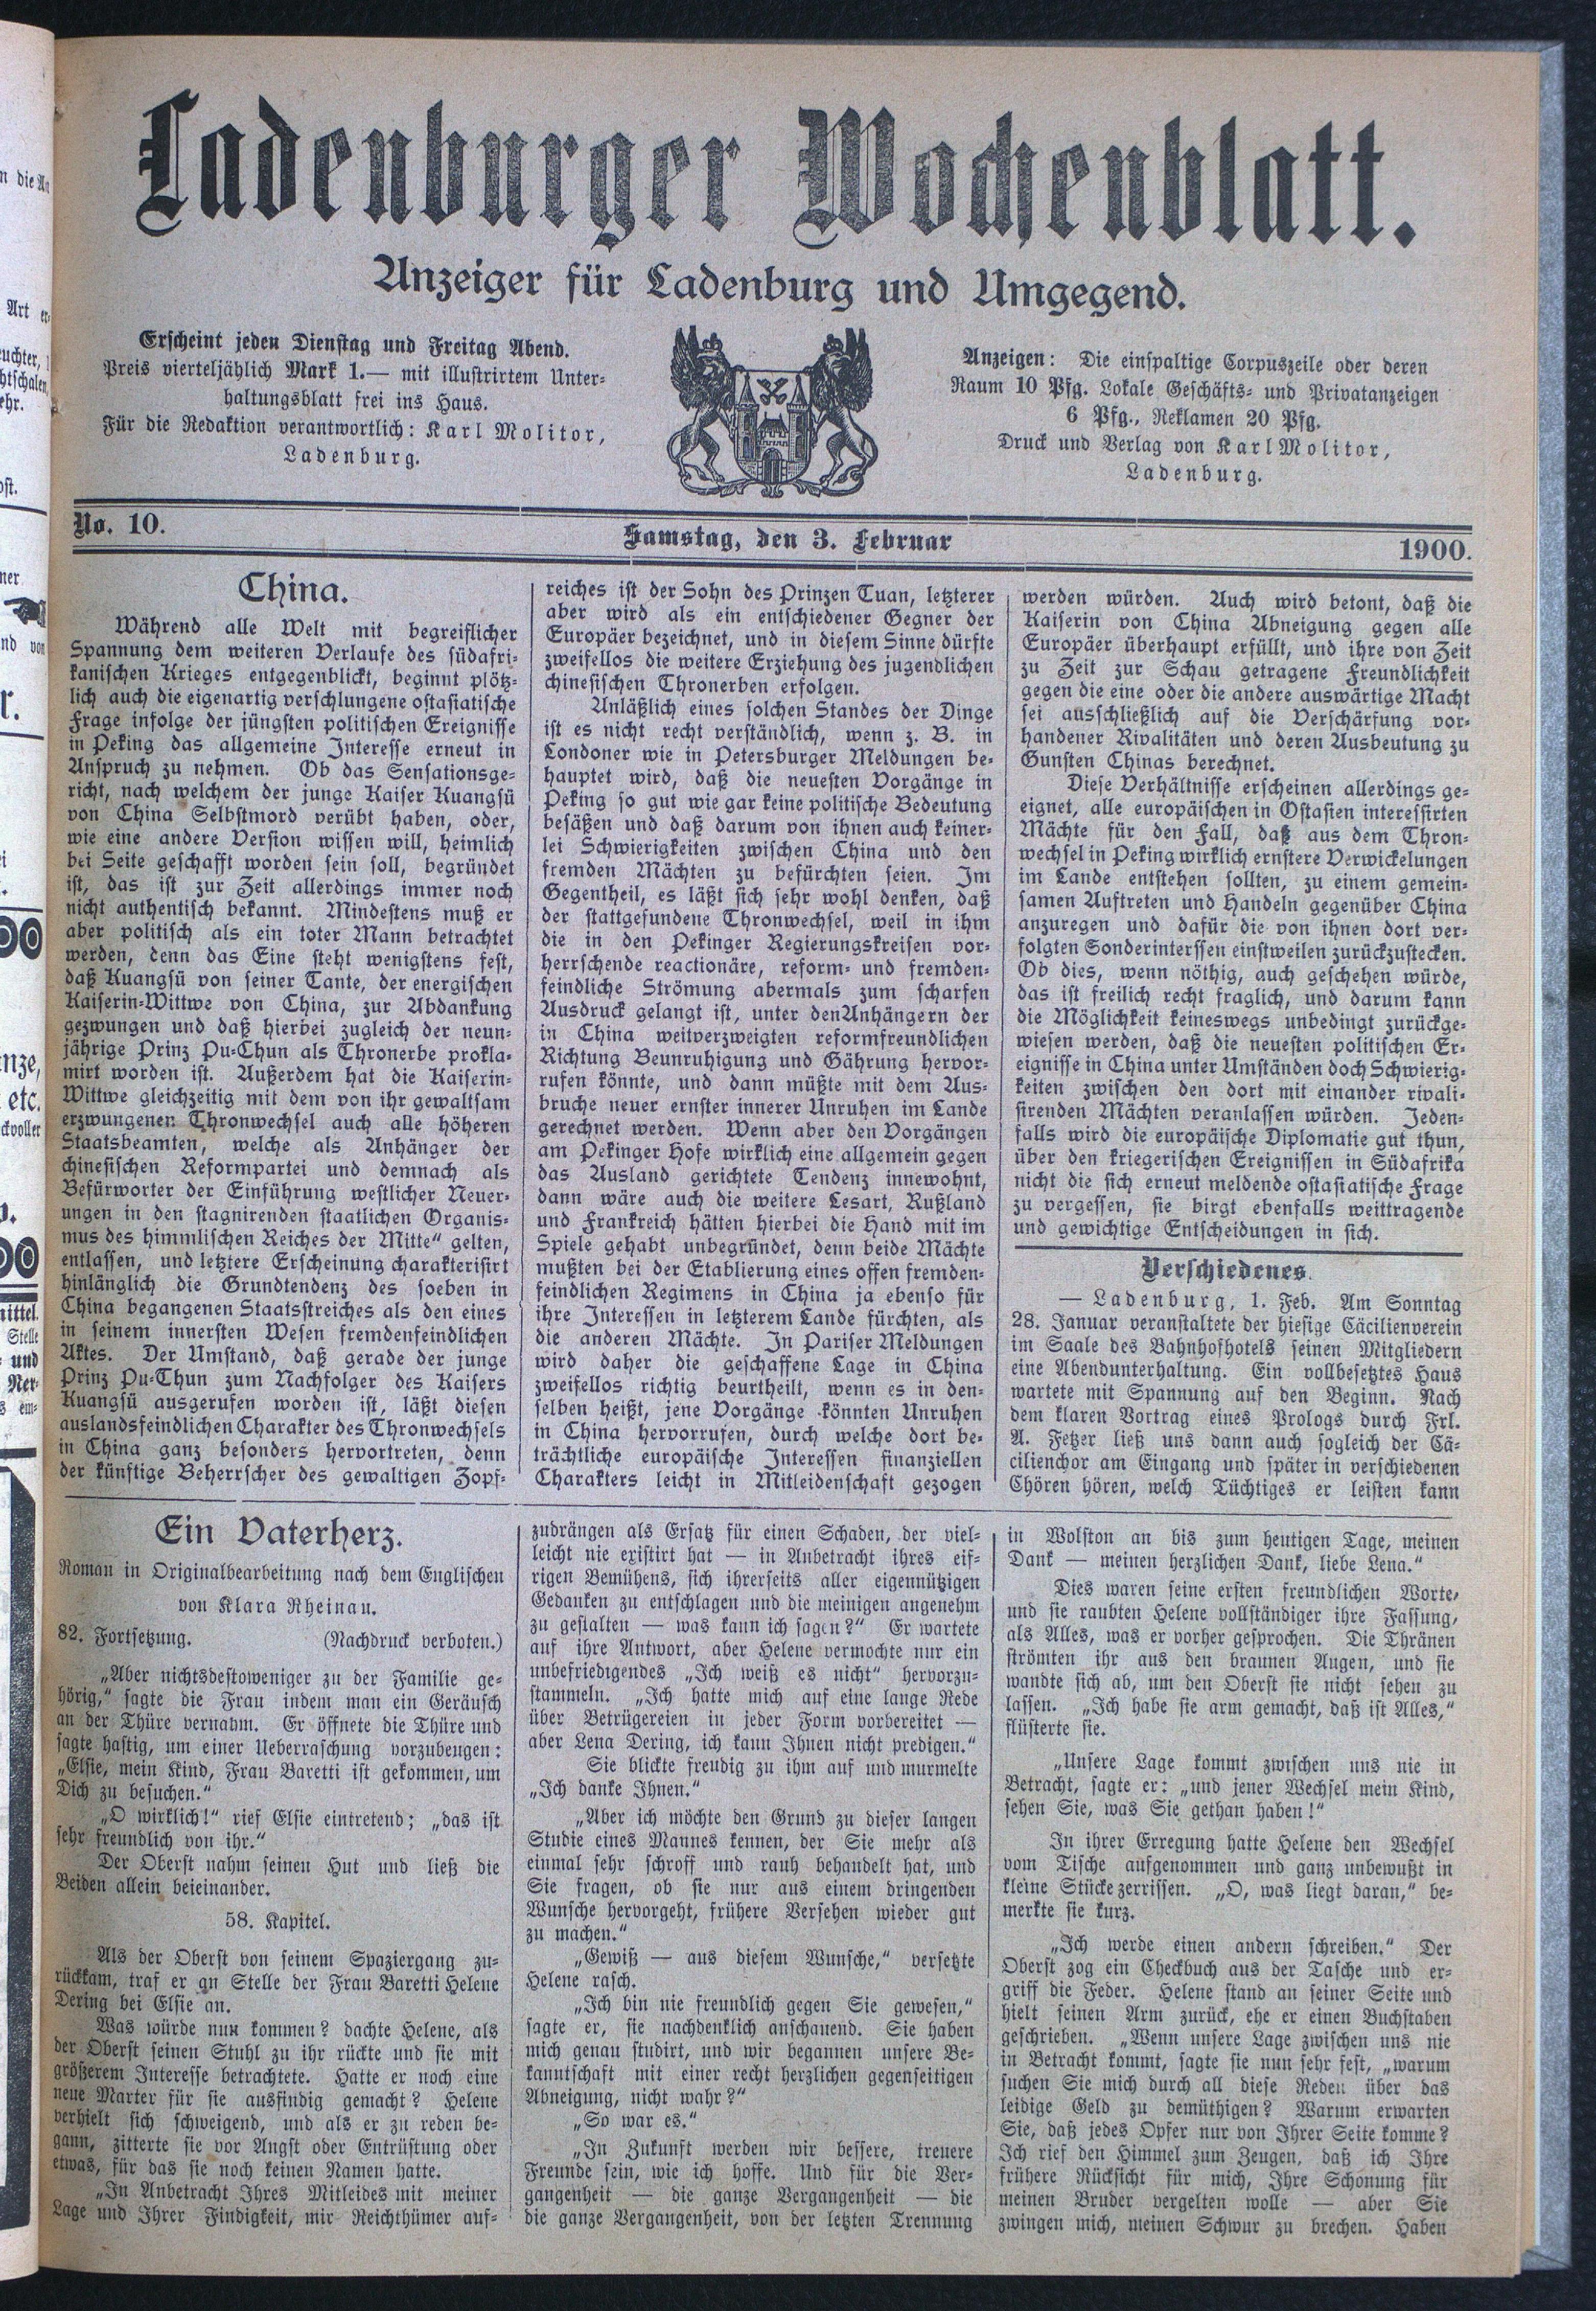 Ladenburger Wochenblatt.
Anzeiger für Ladenburg und Umgegend.
Erscheint jeden Dienstag und Freitag Abend.
Preis vierteljählich Mark 1.— mit illustrirtem Unter-
haltungsblatt frei ins Haus.
Für die Redaktion verantwortlich: Karl Molitor,
Ladenburg.
Anzeigen: Die einspaltige Corpuszeile oder deren
Raum 10 Pfg. Lokale Geschäfts- und Privatanzeigen
6 Pfg., Reklamen 20 Pfg.
Druck und Verlag von Karl Molitor,
Ladenburg.
No. 10.
Samstag, den 3. Februar
1900.
China.
Während alle Welt mit begreiflicher
Spannung dem weiteren Verlaufe des südafri-
kanischen Krieges entgegenblickt, beginnt plötz-
lich auch die eigenartig verschlungene ostasiatische
Frage infolge der jüngsten politischen Ereignisse
in Peking das allgemeine Interesse erneut in
Anspruch zu nehmen. Ob das Sensationsge-
richt, nach welchem der junge Kaiser Kuangsü
von China Selbstmord verübt haben, oder,
wie eine andere Version wissen will, heimlich
bei Seite geschafft worden sein soll, begründet
ist, das ist zur Zeit allerdings immer noch
nicht authentisch bekannt. Mindestens muß er
aber politisch als ein toter Mann betrachtet
werden, denn das Eine steht wenigstens fest,
daß Kuangsü von seiner Tante, der energischen
Kaiserin-Wittwe von China, zur Abdankung
gezwungen und daß hierbei zugleich der neun-
jährige Prinz Pu-Chun als Thronerbe prokla-
mirt worden ist. Außerdem hat die Kaiserin-
Wittwe gleichzeitig mit dem von ihr gewaltsam
erzwungenen Thronwechsel auch alle höheren
Staatsbeamten, welche als Anhänger der
chinesischen Reformpartei und demnach als
Befürworter der Einführung westlicher Neuer-
ungen in den stagnirenden staatlichen Organis-
mus des himmlischen Reiches der Mitte“ gelten,
entlassen, und letztere Erscheinung charakterisirt
hinlänglich die Grundtendenz des soeben in
China begangenen Staatsstreiches als den eines
in seinem innersten Wesen fremdenfeindlichen
Aktes. Der Umstand, daß gerade der junge
Prinz Pu-Chun zum Nachfolger des Kaisers
Kuangsü ausgerufen worden ist, läßt diesen
auslandsfeindlichen Charakter des Thronwechsels
in China ganz besonders hervortreten, denn
der künftige Beherrscher des gewaltigen Zopf-
reiches ist der Sohn des Prinzen Tuan, letzterer
aber wird als ein entschiedener Gegner der
Europäer bezeichnet, und in diesem Sinne dürfte
zweifellos die weitere Erziehung des jugendlichen
chinesischen Thronerben erfolgen.
Anläßlich eines solchen Standes der Dinge
ist es nicht recht verständlich, wenn z. B. in
Londoner wie in Petersburger Meldungen be-
hauptet wird, daß die neuesten Vorgänge in
Peking so gut wie gar keine politische Bedeutung
besäßen und daß darum von ihnen auch keiner-
lei Schwierigkeiten zwischen China und den
fremden Mächten zu befürchten seien. Im
Gegentheil, es läßt sich sehr wohl denken, daß
der stattgefundene Thronwechsel, weil in ihm
die in den Pekinger Regierungskreisen vor-
herrschende reactionäre, reform- und fremden-
feindliche Strömung abermals zum scharfen
Ausdruck gelangt ist, unter denAnhängern der
in China weitverzweigten reformfreundlichen
Richtung Beunruhigung und Gährung hervor-
rufen könnte, und dann müßte mit dem Aus-
bruche neuer ernster innerer Unruhen im Lande
gerechnet werden. Wenn aber den Vorgängen
am Pekinger Hofe wirklich eine allgemein gegen
das Ausland gerichtete Tendenz innewohnt,
dann wäre auch die weitere Lesart, Rußland
und Frankreich hätten hierbei die Hand mit im
Spiele gehabt unbegründet, denn beide Mächte
mußten bei der Etablierung eines offen fremden-
feindlichen Regimens in China ja ebenso für
ihre Interessen in letzterem Lande fürchten, als
die anderen Mächte. In Pariser Meldungen
wird daher die geschaffene Lage in China
zweifellos richtig beurtheilt, wenn es in den-
selben heißt, jene Vorgänge könnten Unruhen
in China hervorrufen, durch welche dort be-
trächtliche europäische Interessen finanziellen
Charakters leicht in Mitleidenschaft gezogen
werden würden. Auch wird betont, daß die
Kaiserin von China Abneigung gegen alle
Europäer überhaupt erfüllt, und ihre von Zeit
zu Zeit zur Schau getragene Freundlichkeit
gegen die eine oder die andere auswärtige Macht
sei ausschließlich auf die Verschärfung vor-
handener Rivalitäten und deren Ausbeutung zu
Gunsten Chinas berechnet.
Diese Verhältnisse erscheinen allerdings ge-
eignet, alle europäischen in Ostasien interessirten
Mächte für den Fall, daß aus dem Thron-
wechsel in Peking wirklich ernstere Verwickelungen
im Lande entstehen sollten, zu einem gemein-
samen Auftreten und Handeln gegenüber China
anzuregen und dafür die von ihnen dort ver-
folgten Sonderinterssen einstweilen zurückzustecken.
Ob dies, wenn nöthig, auch geschehen würde,
das ist freilich recht fraglich, und darum kann
die Möglichkeit keineswegs unbedingt zurückge-
wiesen werden, daß die neuesten politischen Er-
eignisse in China unter Umständen doch Schwierig-
keiten zwischen den dort mit einander rivali-
sirenden Mächten veranlassen würden. Jeden-
falls wird die europäische Diplomatie gut thun,
über den kriegerischen Ereignissen in Südafrika
nicht die sich erneut meldende ostasiatische Frage
zu vergessen, sie birgt ebenfalls weittragende
und gewichtige Entscheidungen in sich.
Verschiedenes.
— Ladenburg, 1. Feb. Am Sonntag
28. Januar veranstaltete der hiesige Cäcilienverein
im Saale des Bahnhofhotels seinen Mitgliedern
eine Abendunterhaltung. Ein vollbesetztes Haus
wartete mit Spannung auf den Beginn. Nach
dem klaren Vortrag eines Prologs durch Frl.
A. Fetzer ließ uns dann auch sogleich der Cä-
cilienchor am Eingang und später in verschiedenen
Chören hören, welch Tüchtiges er leisten kann
Ein Vaterherz.
Roman in Originalbearbeitung nach dem Englischen
von Klara Rheinau.
82. Fortsetzung. (Nachdruck verboten.)
„Aber nichtsdestoweniger zu der Familie ge-
hörig,“ sagte die Frau indem man ein Geräusch
an der Thüre vernahm. Er öffnete die Thüre und
sagte hastig, um einer Ueberraschung vorzubeugen:
„Elsie, mein Kind, Frau Baretti ist gekommen, um
Dich zu besuchen.“
„O wirklich!“ rief Elsie eintretend; „das ist
sehr freundlich von ihr.“
Der Oberst nahm seinen Hut und ließ die
Beiden allein beieinander.
58. Kapitel.
Als der Oberst von seinem Spaziergang zu-
rückkam, traf er an Stelle der Frau Baretti Helene
Dering bei Elsie an.
Was würde nun kommen? dachte Helene, als
der Oberst seinen Stuhl zu ihr rückte und sie mit
größerem Interesse betrachtete. Hatte er noch eine
neue Marter für sie ausfindig gemacht? Helene
verhielt sich schweigend, und als er zu reden be-
gann, zitterte sie vor Angst oder Entrüstung oder
etwas, für das sie noch keinen Namen hatte.
„In Anbetracht Ihres Mitleides mit meiner
Lage und Ihrer Findigkeit, mir Reichthümer auf-
zudrängen als Ersatz für einen Schaden, der viel-
leicht nie existirt hat — in Anbetracht ihres eif-
rigen Bemühens, sich ihrerseits aller eigennützigen
Gedanken zu entschlagen und die meinigen angenehm
zu gestalten — was kann ich sagen?“ Er wartete
auf ihre Antwort, aber Helene vermochte nur ein
unbefriedigendes „Ich weiß es nicht“ hervorzu-
stammeln. „Ich hatte mich auf eine lange Rede
über Betrügereien in jeder Form vorbereitet —
aber Lena Dering, ich kann Ihnen nicht predigen.“
Sie blickte freudig zu ihm auf und murmelte
„Ich danke Ihnen.“
„Aber ich möchte den Grund zu dieser langen
Studie eines Mannes kennen, der Sie mehr als
einmal sehr schroff und rauh behandelt hat, und
Sie fragen, ob sie nur aus einem dringenden
Wunsche hervorgeht, frühere Versehen wieder gut
zu machen.“
„Gewiß — aus diesem Wunsche,“ versetzte
Helene rasch.
„Ich bin nie freundlich gegen Sie gewesen,“
sagte er, sie nachdenklich anschauend. Sie haben
mich genau studirt, und wir begannen unsere Be-
kanntschaft mit einer recht herzlichen gegenseitigen
Abneigung, nicht wahr?“
„So war es.“
„In Zukunft werden wir bessere, treuere
Freunde sein, wie ich hoffe. Und für die Ver-
gangenheit — die ganze Vergangenheit — die
die ganze Vergangenheit, von der letzten Trennung
in Wolston an bis zum heutigen Tage, meinen
Dank — meinen herzlichen Dank, liebe Lena.“
Dies waren seine ersten freundlichen Worte,
und sie raubten Helene vollständiger ihre Fassung,
als Alles, was er vorher gesprochen. Die Thränen
strömten ihr aus den braunen Augen, und sie
wandte sich ab, um den Oberst sie nicht sehen zu
lassen. „Ich habe sie arm gemacht, daß ist Alles,“
flüsterte sie.
„Unsere Lage kommt zwischen uns nie in
Betracht, sagte er: „und jener Wechsel mein Kind,
sehen Sie, was Sie gethan haben!“
In ihrer Erregung hatte Helene den Wechsel
vom Tische aufgenommen und ganz unbewußt in
kleine Stücke zerrissen. „O, was liegt daran,“ be-
merkte sie kurz.
„Ich werde einen andern schreiben.“ Der
Oberst zog ein Checkbuch aus der Tasche und er-
griff die Feder. Helene stand an seiner Seite und
hielt seinen Arm zurück, ehe er einen Buchstaben
geschrieben. „Wenn unsere Lage zwischen uns nie
in Betracht kommt, sagte sie nun sehr fest, „warum
suchen Sie mich durch all diese Reden über das
leidige Geld zu demüthigen? Warum erwarten
Sie, daß jedes Opfer nur von Ihrer Seite komme?
Ich rief den Himmel zum Zeugen, daß ich Ihre
frühere Rücksicht für mich, Ihre Schonung für
meinen Bruder vergelten wolle — aber Sie
zwingen mich, meinen Schwur zu brechen. Haben